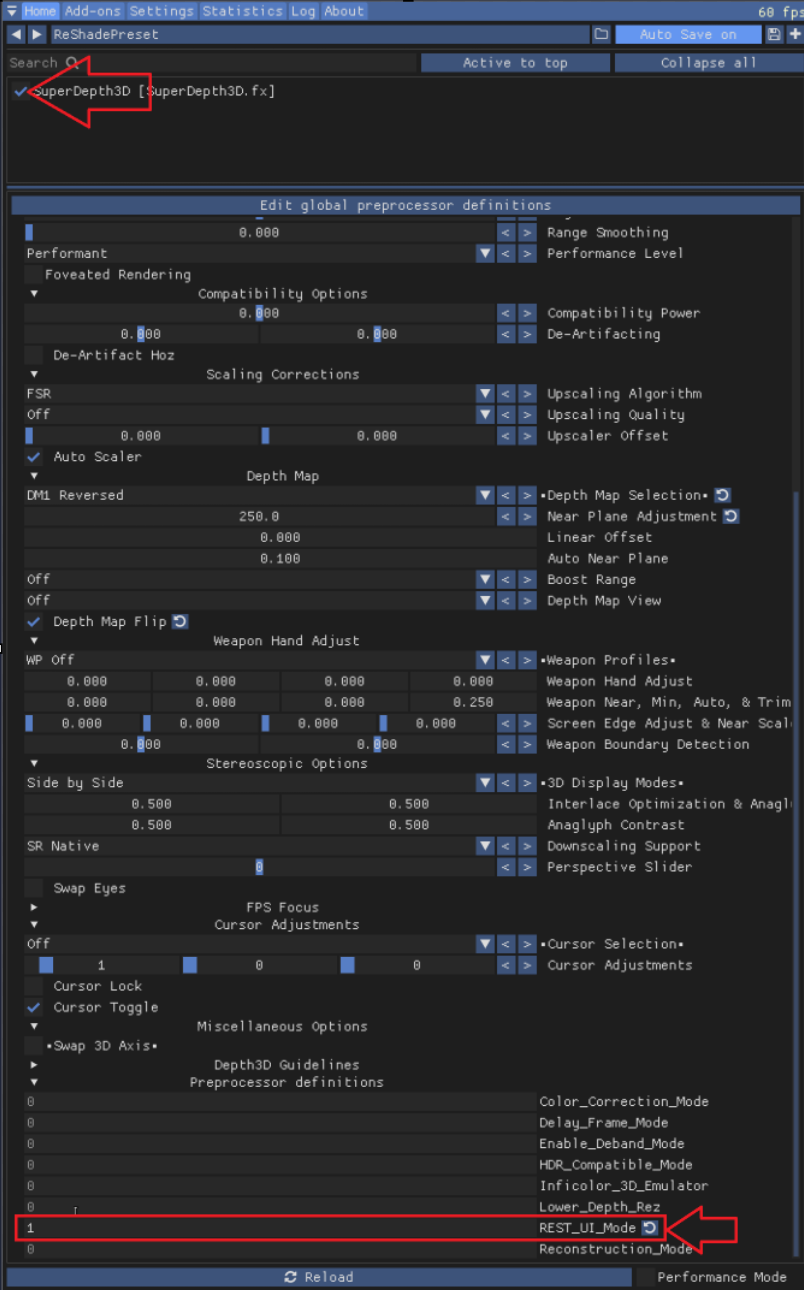 Home Add-ons Settings Statistics Log About 60 fps
ReShadePreset Auto Save on
Search Active to top Collapse all
SuperDepth3D [SuperDepth3D.fx]
Edit global preprocessor definitions
0.000 < > Range Smoothing
Performant < > Performance Level
Foveated Rendering
Compatibility Options
0.000 < > Compatibility Power
0.000 0.000 < > De-Artifacting
De-Artifact Hoz
Scaling Corrections
FSR < > Upscaling Algorithm
Off < > Upscaling Quality
0.000 0.000 < > Upscaler Offset
Auto Scaler
Depth Map
DM1 Reversed < > •Depth Map Selection•
250.0 < > Near Plane Adjustment
0.000 Linear Offset
0.100 Auto Near Plane
Off < > Boost Range
Off < > Depth Map View
Depth Map Flip
Weapon Hand Adjust
WP Off < > •Weapon Profiles•
0.000 0.000 0.000 0.000 Weapon Hand Adjust
0.000 0.000 0.000 0.250 Weapon Near, Min, Auto, & Trim
0.000 0.000 0.000 0.000 < > Screen Edge Adjust & Near Scal
0.000 0.000 < > Weapon Boundary Detection
Stereoscopic Options
Side by Side < > •3D Display Modes•
0.500 0.500 Interlace Optimization & Anagl
0.500 0.500 Anaglyph Contrast
SR Native < > Downscaling Support
0 < > Perspective Slider
Swap Eyes
FPS Focus
Cursor Adjustments
Off < > •Cursor Selection•
1 0 0 < > Cursor Adjustments
Cursor Lock
Cursor Toggle
Miscellaneous Options
•Swap 3D Axis•
Depth3D Guidelines
Preprocessor definitions
0 Color_Correction_Mode
0 Delay_Frame_Mode
0 Enable_Deband_Mode
0 HDR_Compatible_Mode
0 Inficolor_3D_Emulator
0 Lower_Depth_Rez
1 REST_UI_Mode
0 Reconstruction_Mode
Reload Performance Mode